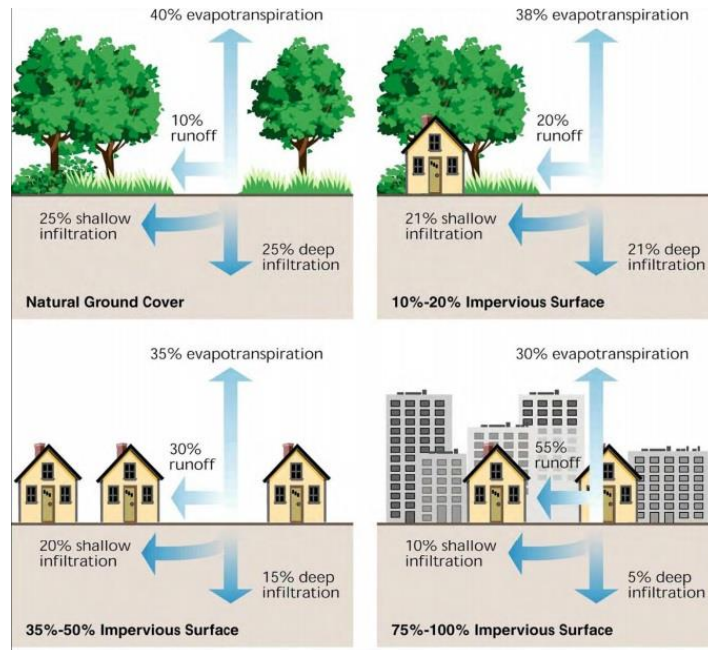 40% evapotranspiration
10%
runoff
25% shallow
infiltration
25% deep
infiltration
Natural Ground Cover
38% evapotranspiration
20%
runoff
21% shallow
infiltration
21% deep
infiltration
10%-20% Impervious Surface
35% evapotranspiration
30%
runoff
20% shallow
infiltration
15% deep
infiltration
35%-50% Impervious Surface
30% evapotranspiration
55%
runoff
10% shallow
infiltration
5% deep
infiltration
75%-100% Impervious Surface